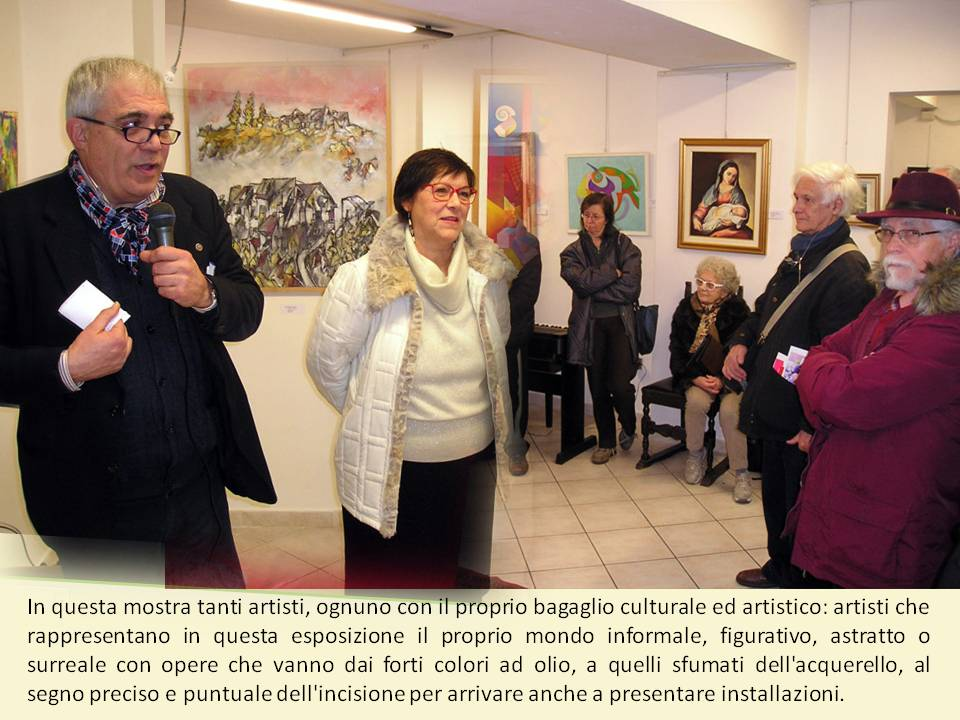 In questa mostra tanti artisti, ognuno con il proprio bagaglio culturale ed artistico: artisti che
rappresentano in questa esposizione il proprio mondo informale, figurativo, astratto o
surreale con opere che vanno dai forti colori ad olio, a quelli sfumati dell'acquerello, al
segno preciso e puntuale dell'incisione per arrivare anche a presentare installazioni.